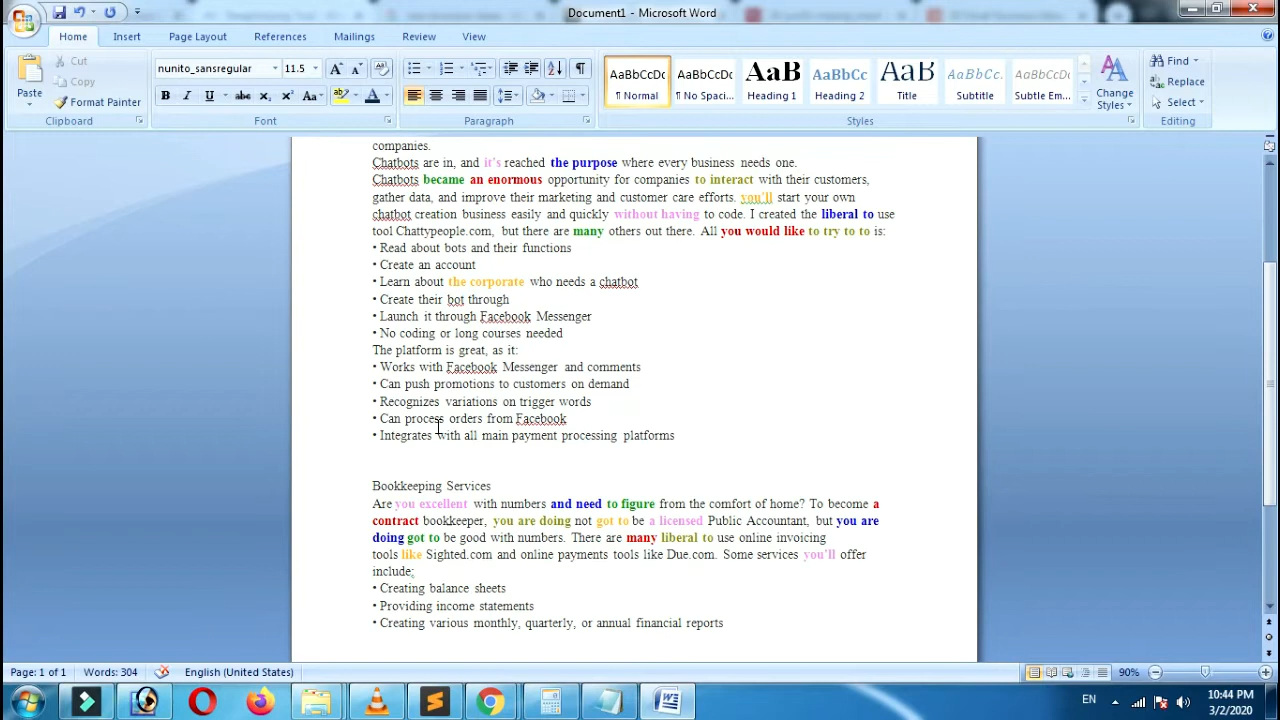 Document1 - Microsoft Word
Home Insert Page Layout References Mailings Review View
Paste
Cut
Copy
Format Painter
Clipboard
nunito_sansregular 11.5
Font
Paragraph
AaBbCcDc AaBbCcDc AaB AaBbCc AaB AaBbCc. AaBbCcDc
¶ Normal ¶ No Spaci... Heading 1 Heading 2 Title Subtitle Subtle Em...
Styles
Change Styles
Find
Replace
Select
Editing
companies.
Chatbots are in, and it's reached the purpose where every business needs one.
Chatbots became an enormous opportunity for companies to interact with their customers,
gather data, and improve their marketing and customer care efforts. you'll start your own
chatbot creation business easily and quickly without having to code. I created the liberal to use
tool Chattypeople.com, but there are many others out there. All you would like to try to to is:
• Read about bots and their functions
• Create an account
• Learn about the corporate who needs a chatbot
• Create their bot through
• Launch it through Facebook Messenger
• No coding or long courses needed
The platform is great, as it:
• Works with Facebook Messenger and comments
• Can push promotions to customers on demand
• Recognizes variations on trigger words
• Can process orders from Facebook
• Integrates with all main payment processing platforms
Bookkeeping Services
Are you excellent with numbers and need to figure from the comfort of home? To become a
contract bookkeeper, you are doing not got to be a licensed Public Accountant, but you are
doing got to be good with numbers. There are many liberal to use online invoicing
tools like Sighted.com and online payments tools like Due.com. Some services you'll offer
include;
• Creating balance sheets
• Providing income statements
• Creating various monthly, quarterly, or annual financial reports
Page: 1 of 1 Words: 304 English (United States) 90%
EN 10:44 PM
3/2/2020